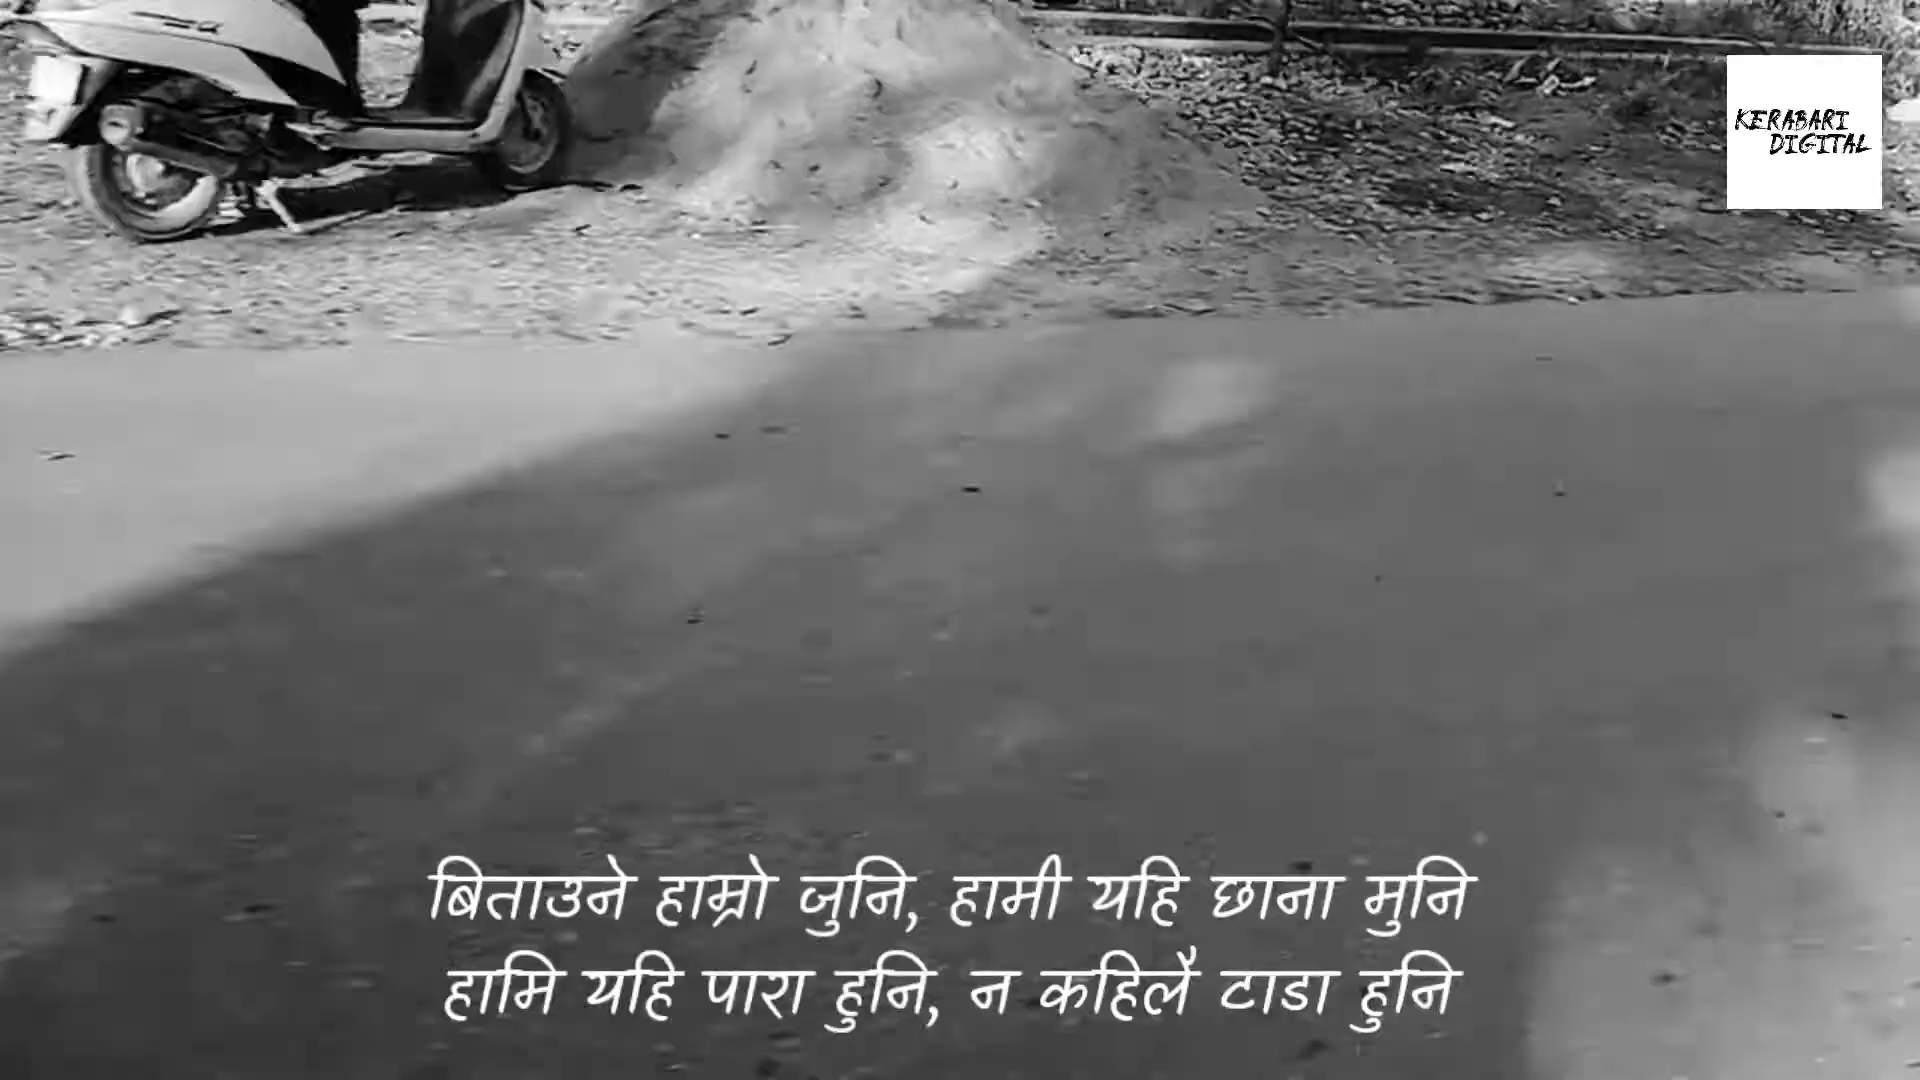 KERABARI
DIGITAL
बिताउने हाम्रो जुनि, हामी यहि छाना मुनि
हामि यहि पारा हुनि, न कहिलै टाडा हुनि